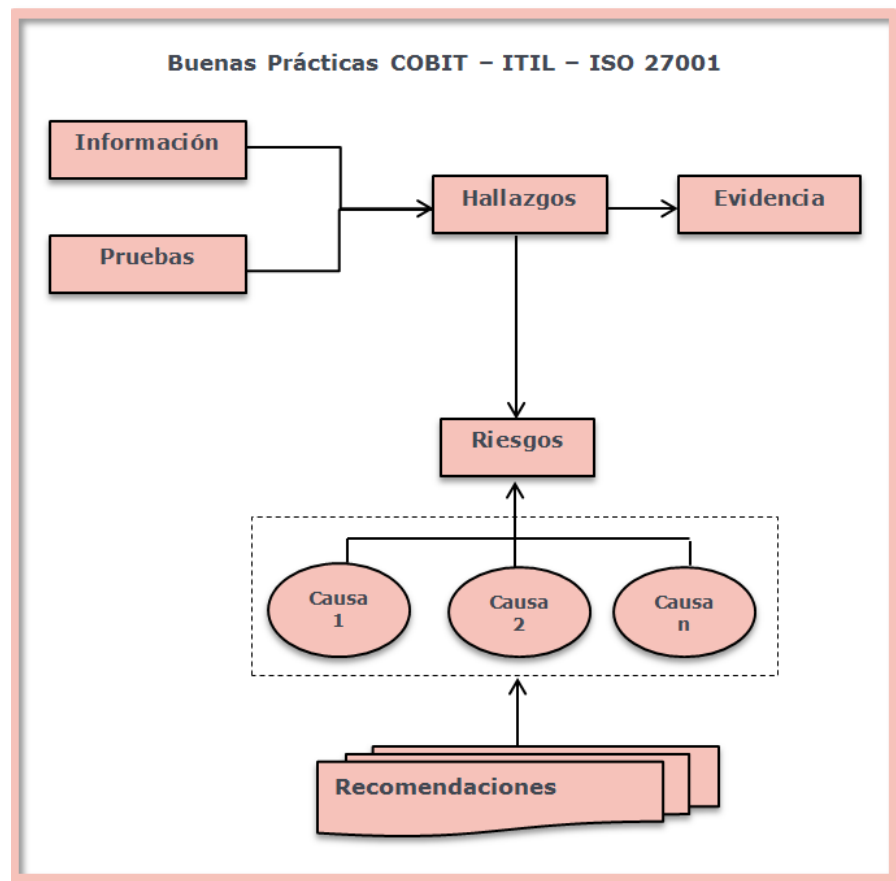 Buenas Prácticas COBIT – ITIL – ISO 27001
Información
Hallazgos
Evidencia
Pruebas
Riesgos
Causa
1
Causa
2
Causa
n
Recomendaciones